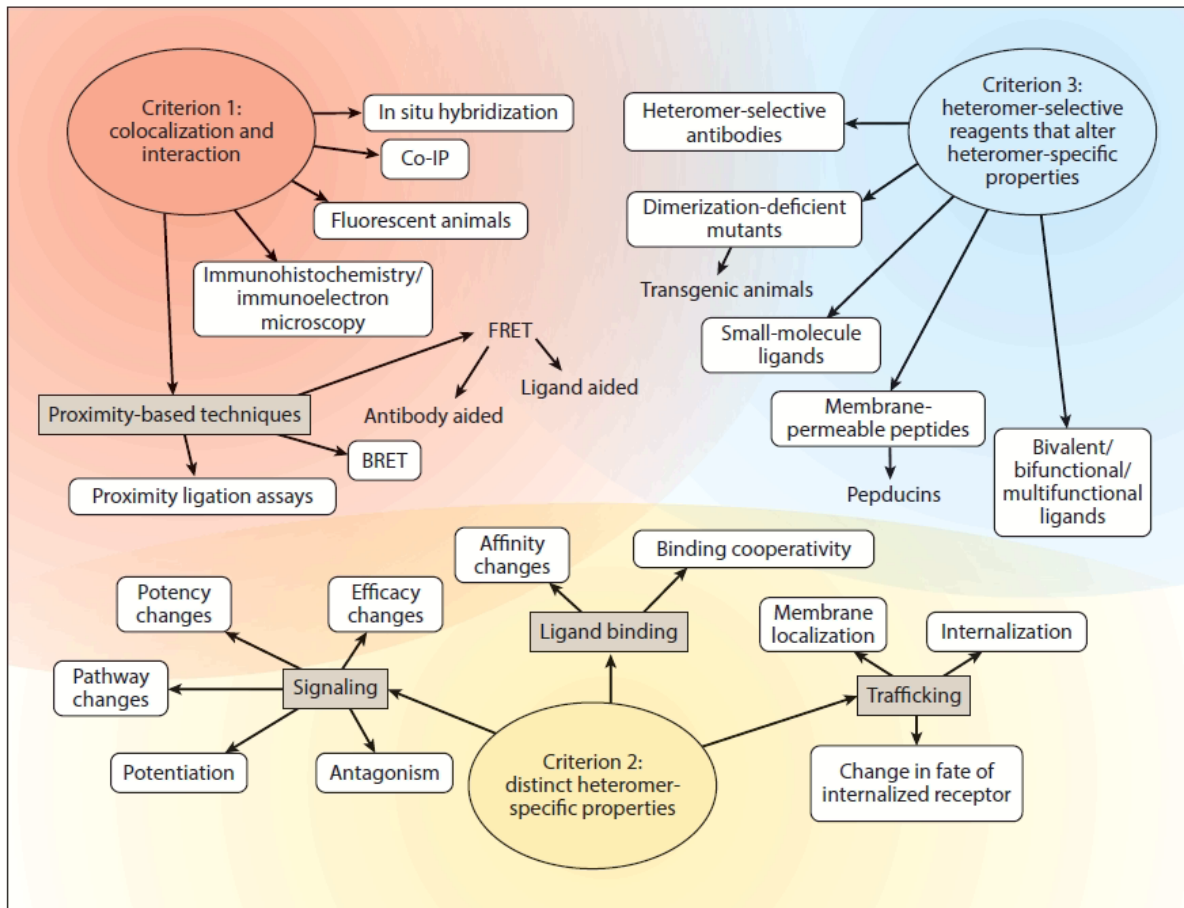 Criterion 1:
colocalization and
interaction
In situ hybridization
Co-IP
Fluorescent animals
Immunohistochemistry/
immunoelectron
microscopy
Proximity-based techniques
FRET
Antibody aided
Ligand aided
BRET
Proximity ligation assays
Criterion 3:
heteromer-selective
reagents that alter
heteromer-specific
properties
Heteromer-selective
antibodies
Dimerization-deficient
mutants
Transgenic animals
Small-molecule
ligands
Membrane-
permeable peptides
Pepducins
Bivalent/
bifunctional/
multifunctional
ligands
Criterion 2:
distinct heteromer-
specific properties
Signaling
Potency
changes
Efficacy
changes
Pathway
changes
Potentiation
Antagonism
Ligand binding
Affinity
changes
Binding cooperativity
Trafficking
Membrane
localization
Internalization
Change in fate of
internalized receptor